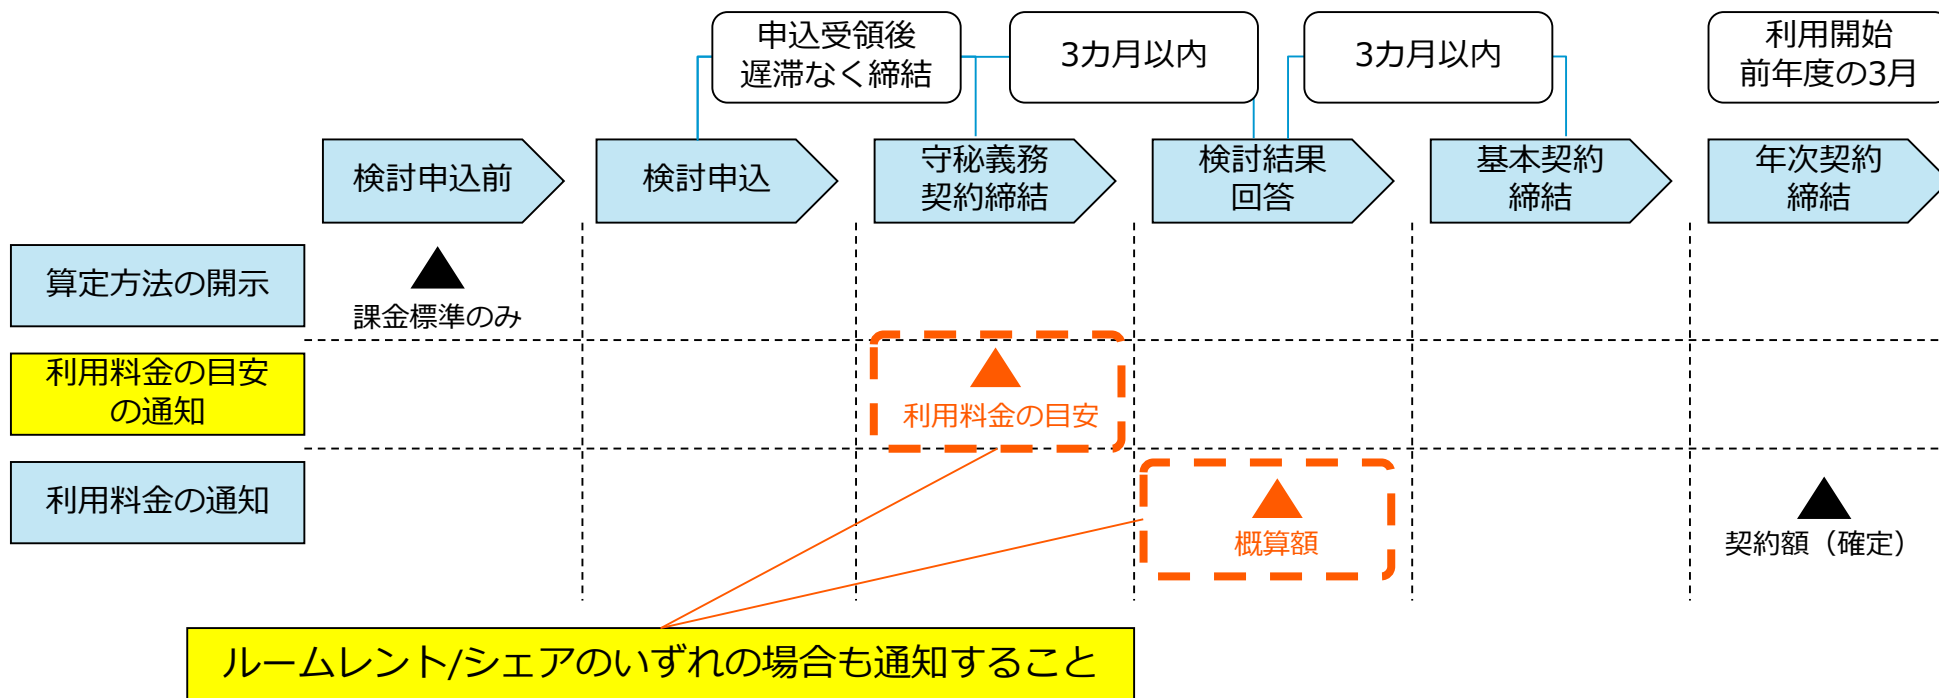 申込受領後
遅滞なく締結
3カ月以内
3カ月以内
利用開始
前年度の3月
検討申込前
検討申込
守秘義務
契約締結
検討結果
回答
基本契約
締結
年次契約
締結
算定方法の開示
課金標準のみ
利用料金の目安
の通知
利用料金の目安
利用料金の通知
概算額
契約額（確定）
ルームレント/シェアのいずれの場合も通知すること